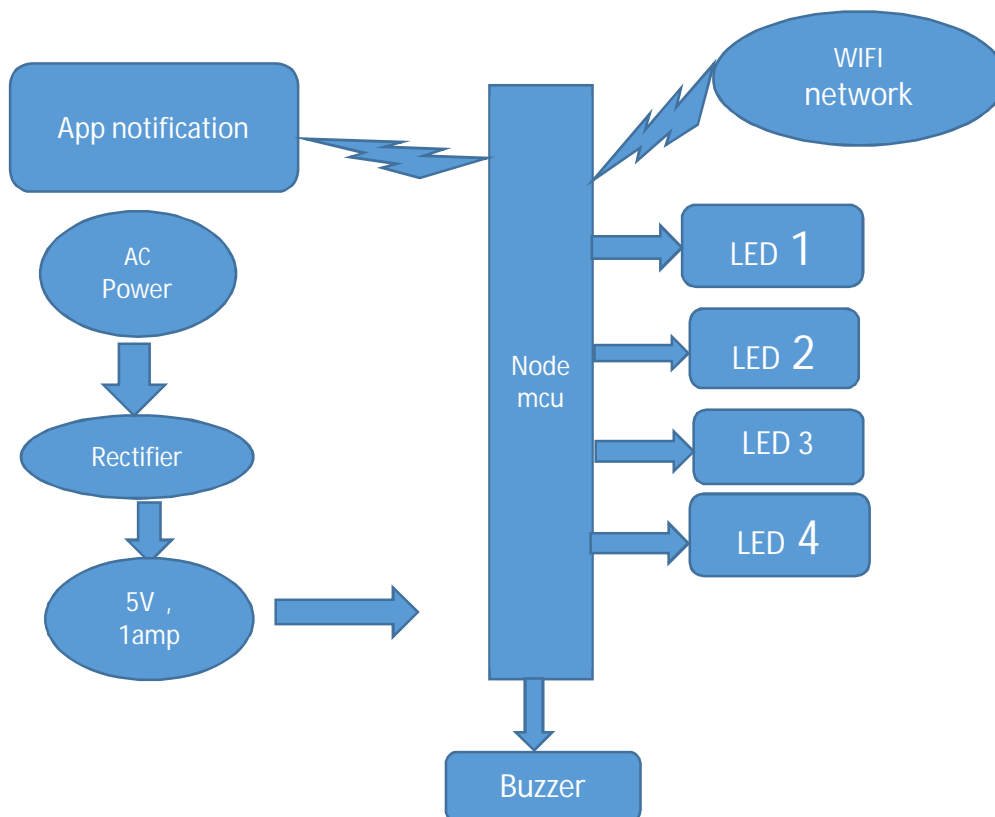 WIFI
network
App notification
AC
Power
LED 1
LED 2
Node
mcu
LED 3
Rectifier
LED 4
5V ,
1amp
Buzzer